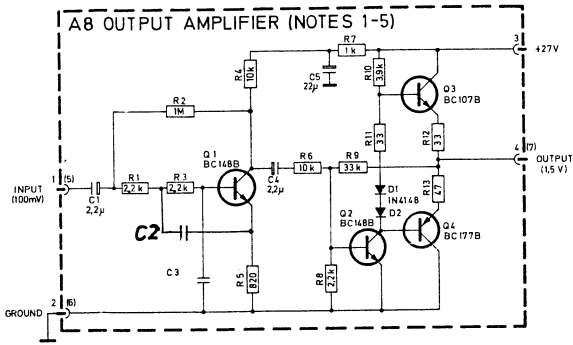 A8 OUTPUT AMPLIFIER (NOTES 1-5)
R7
1k
3
+27V
R4
10k
C5
22μ
R10
3,9k
Q3
BC107B
R2
1M
R11
33
R12
33
4 (7)
OUTPUT
(1,5 V)
Q1
BC148B
R6
10k
R9
33k
INPUT
(100mV)
1 (5)
C1
2,2μ
R1
2,2k
R3
2,2k
C4
2,2μ
D1
1N4148
D2
R13
47
Q2
BC148B
Q4
BC177B
C2
C3
R5
820
R8
2,2k
GROUND
2 (6)